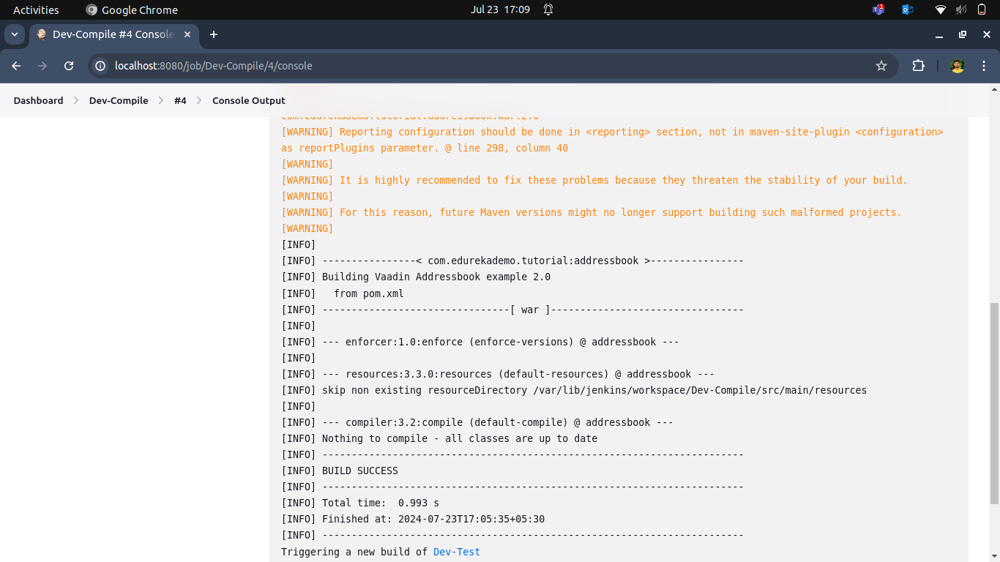 Activities
Google Chrome
Jul 23 17:09
1
Dev-Compile #4 Console
localhost:8080/job/Dev-Compile/4/console
Dashboard
Dev-Compile
#4
Console Output
com.edurekademo.tutorial:addressbook:war:2.0
[WARNING] Reporting configuration should be done in <reporting> section, not in maven-site-plugin <configuration>
as reportPlugins parameter. @ line 298, column 40
[WARNING]
[WARNING] It is highly recommended to fix these problems because they threaten the stability of your build.
[WARNING]
[WARNING] For this reason, future Maven versions might no longer support building such malformed projects.
[WARNING]
[INFO]
[INFO] ----------------< com.edurekademo.tutorial:addressbook >----------------
[INFO] Building Vaadin Addressbook example 2.0
[INFO]   from pom.xml
[INFO] --------------------------------[ war ]---------------------------------
[INFO]
[INFO] --- enforcer:1.0:enforce (enforce-versions) @ addressbook ---
[INFO]
[INFO] --- resources:3.3.0:resources (default-resources) @ addressbook ---
[INFO] skip non existing resourceDirectory /var/lib/jenkins/workspace/Dev-Compile/src/main/resources
[INFO]
[INFO] --- compiler:3.2:compile (default-compile) @ addressbook ---
[INFO] Nothing to compile - all classes are up to date
[INFO] ------------------------------------------------------------------------
[INFO] BUILD SUCCESS
[INFO] ------------------------------------------------------------------------
[INFO] Total time:  0.993 s
[INFO] Finished at: 2024-07-23T17:05:35+05:30
[INFO] ------------------------------------------------------------------------
Triggering a new build of Dev-Test